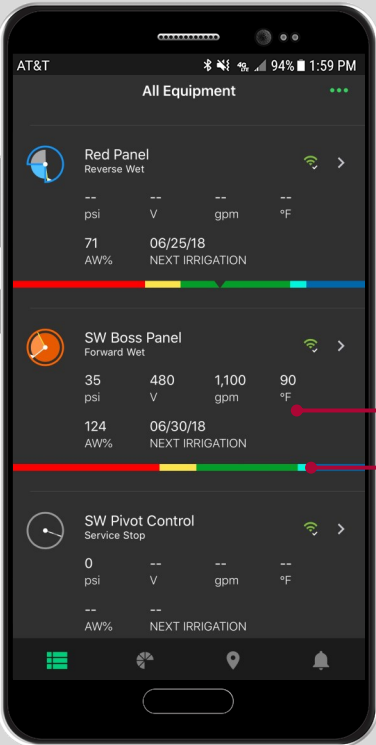 AT&T 4G LTE 94% 1:59 PM
All Equipment
Red Panel
Reverse Wet
-- -- -- --
psi V gpm °F
71 06/25/18
AW% NEXT IRRIGATION
SW Boss Panel
Forward Wet
35 480 1,100 90
psi V gpm °F
124 06/30/18
AW% NEXT IRRIGATION
SW Pivot Control
Service Stop
0 -- -- --
psi V gpm °F
-- --
AW% NEXT IRRIGATION